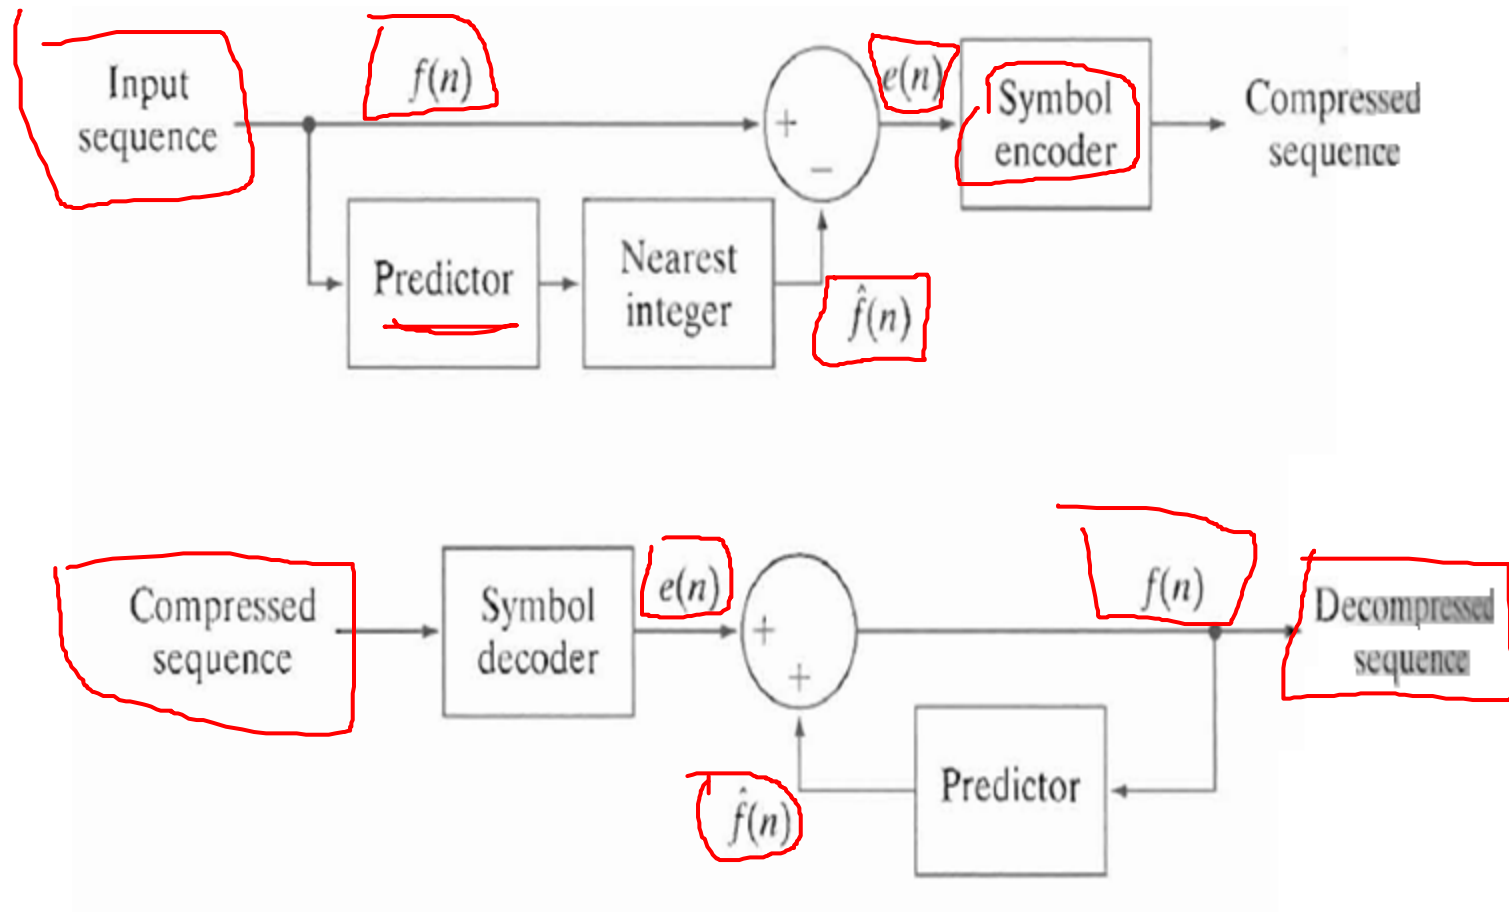 Input
sequence
f(n)
+
−
e(n)
Symbol
encoder
Compressed
sequence
Predictor
Nearest
integer
f̂(n)
Compressed
sequence
Symbol
decoder
e(n)
+
+
f(n)
Decompressed
sequence
f̂(n)
Predictor